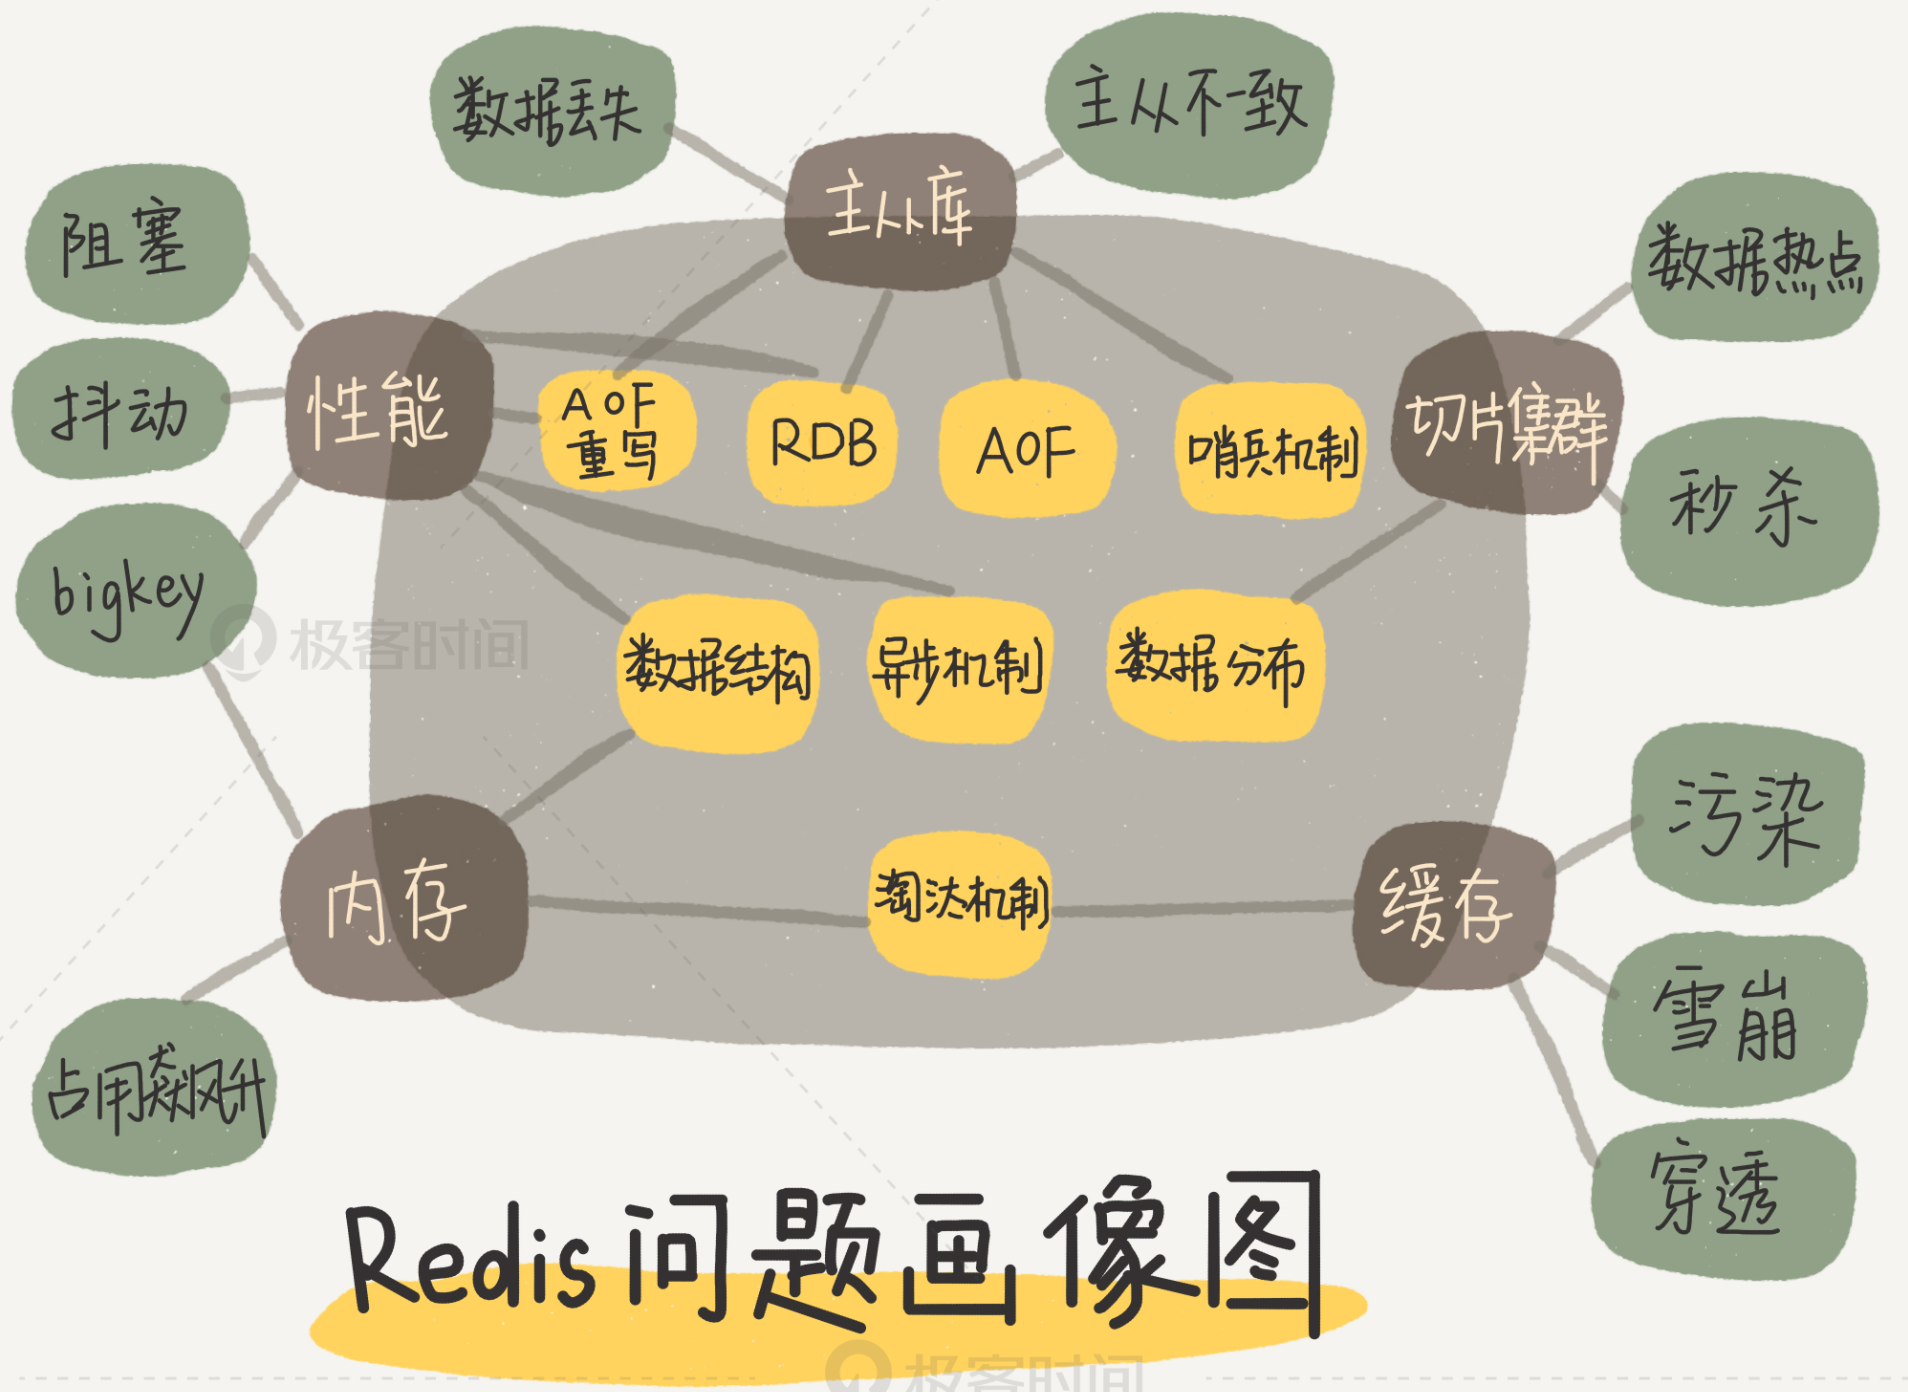 数据丢失
主从不一致
主从库
阻塞
数据热点
抖动
性能
AOF
重写
RDB
AOF
哨兵机制
切片集群
秒杀
bigkey
极客时间
数据结构
异步机制
数据分布
污染
内存
淘汰机制
缓存
雪崩
占用飙升
穿透
Redis问题画像图
极客时间